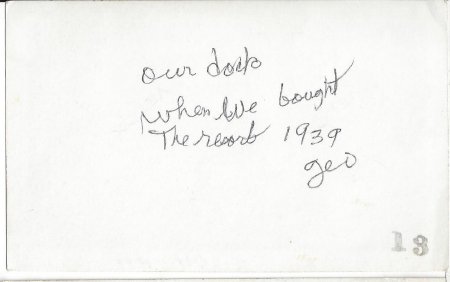 our dock
when we bought
The resort 1939
geo
13